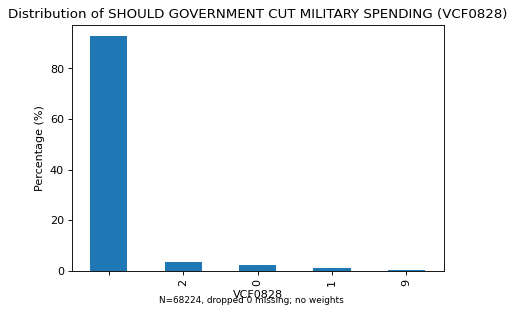 Distribution of SHOULD GOVERNMENT CUT MILITARY SPENDING (VCF0828)
Percentage (%)
80
60
40
20
0
2
0
1
9
VCF0828
N=68224, dropped 0 missing; no weights